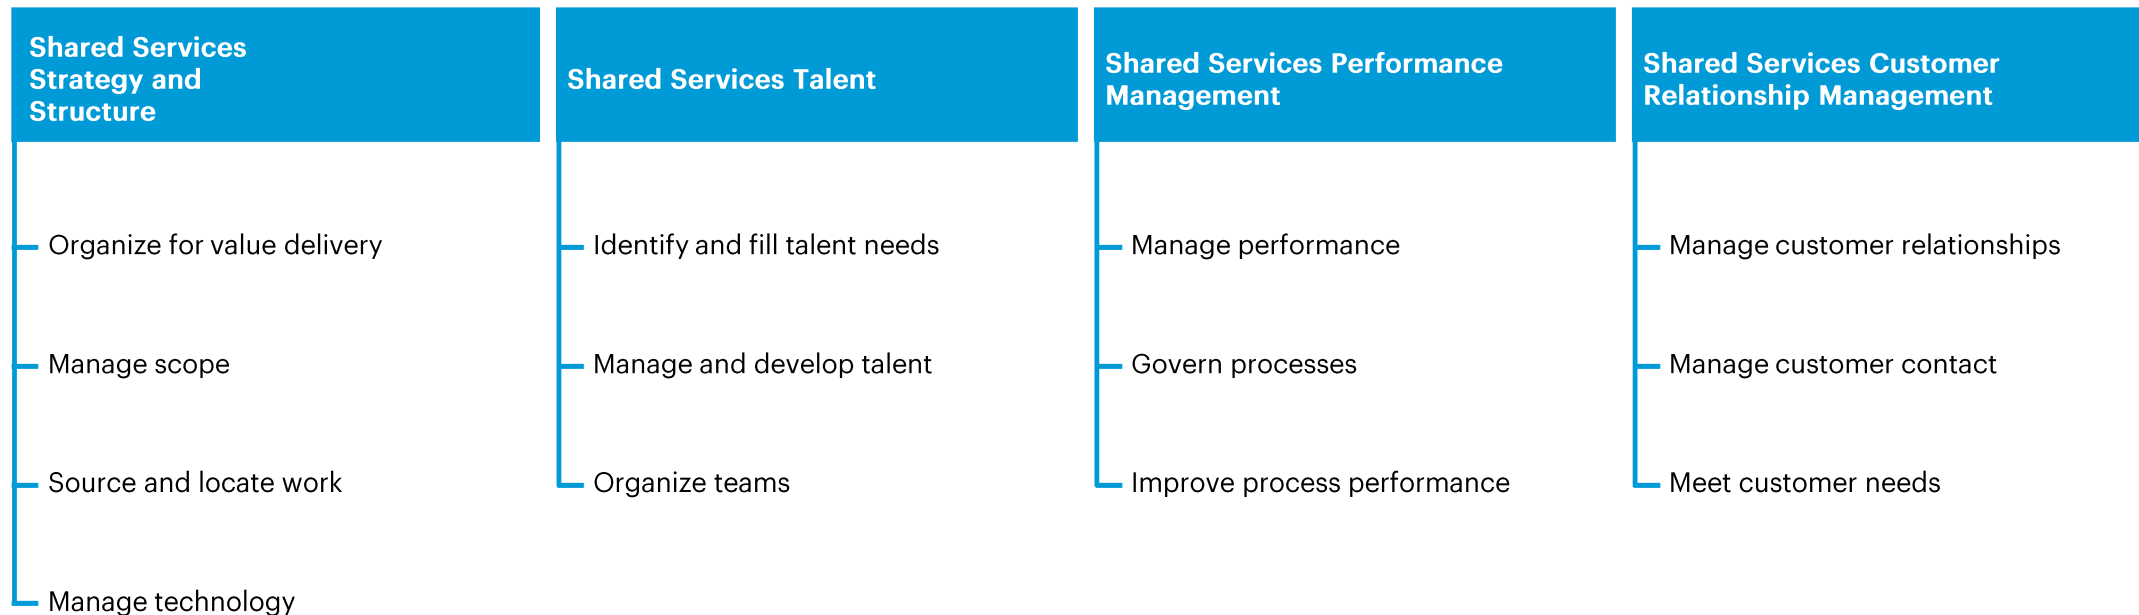 Shared Services
Strategy and
Structure
Organize for value delivery
Manage scope
Source and locate work
Manage technology
Shared Services Talent
Identify and fill talent needs
Manage and develop talent
Organize teams
Shared Services Performance
Management
Manage performance
Govern processes
Improve process performance
Shared Services Customer
Relationship Management
Manage customer relationships
Manage customer contact
Meet customer needs